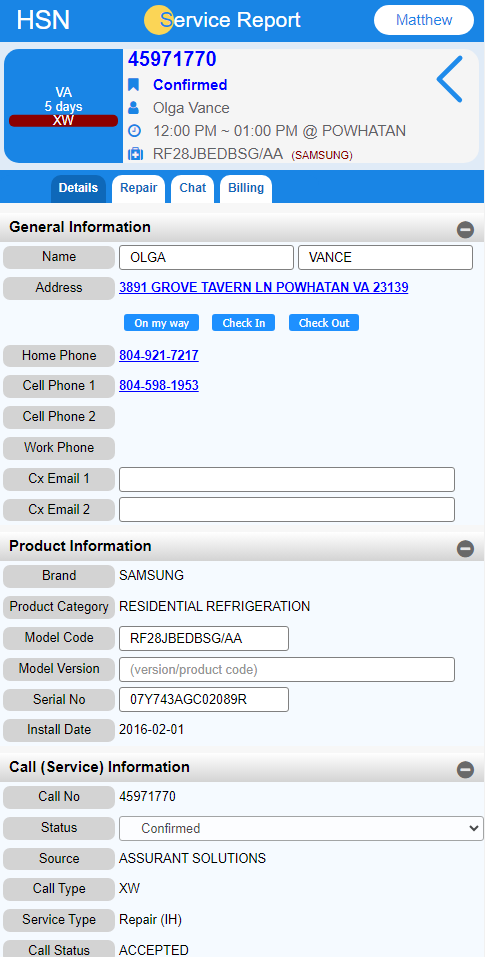 HSN Service Report Matthew
45971770
VA
5 days
XW
Confirmed
Olga Vance
12:00 PM ~ 01:00 PM @ POWHATAN
RF28JBEDBSG/AA (SAMSUNG)
Details Repair Chat Billing
General Information
Name OLGA VANCE
Address 3891 GROVE TAVERN LN POWHATAN VA 23139
On my way Check In Check Out
Home Phone 804-921-7217
Cell Phone 1 804-598-1953
Cell Phone 2
Work Phone
Cx Email 1
Cx Email 2
Product Information
Brand SAMSUNG
Product Category RESIDENTIAL REFRIGERATION
Model Code RF28JBEDBSG/AA
Model Version (version/product code)
Serial No 07Y743AGC02089R
Install Date 2016-02-01
Call (Service) Information
Call No 45971770
Status Confirmed
Source ASSURANT SOLUTIONS
Call Type XW
Service Type Repair (IH)
Call Status ACCEPTED